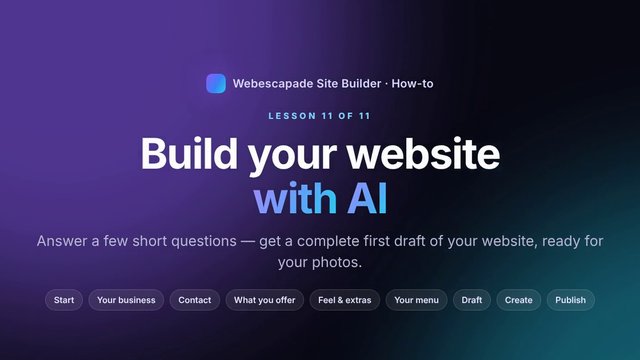 Webescapade Site Builder · How-to
LESSON 11 OF 11
Build your website
with AI
Answer a few short questions — get a complete first draft of your website, ready for
your photos.
Start Your business Contact What you offer Feel & extras Your menu Draft Create Publish